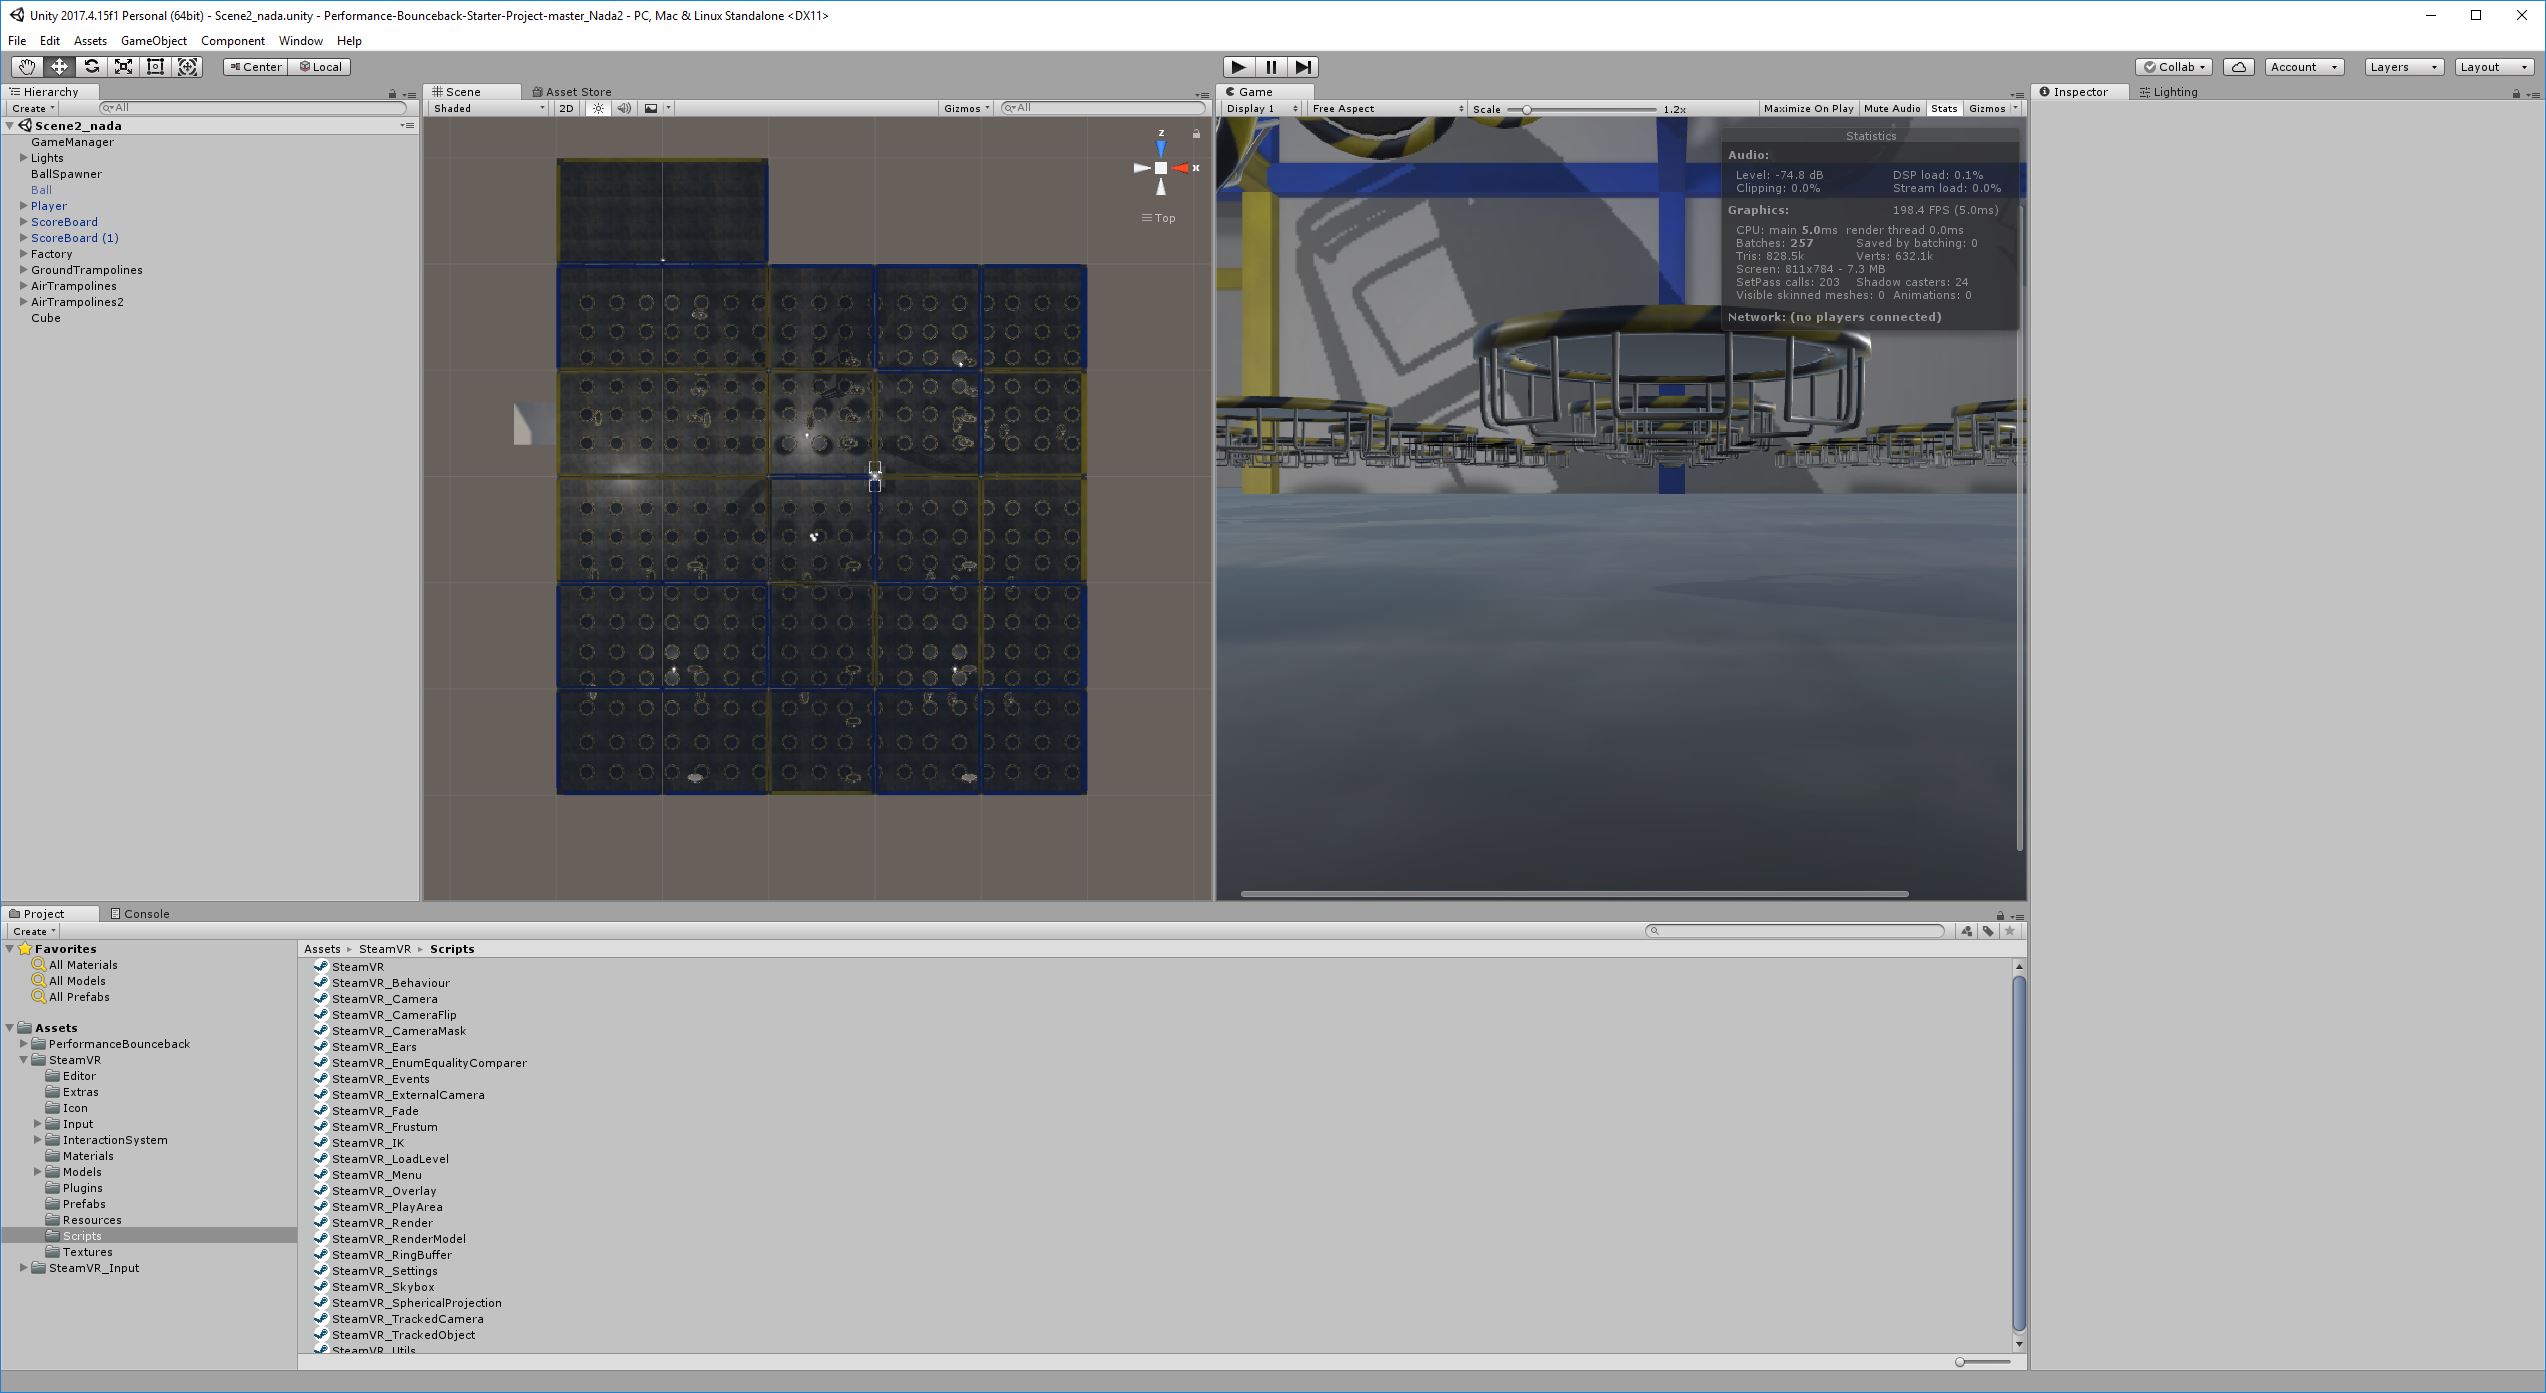 Unity 2017.4.15f1 Personal (64bit) - Scene2_nada.unity - Performance-Bounceback-Starter-Project-master_Nada2 - PC, Mac & Linux Standalone <DX11>
File Edit Assets GameObject Component Window Help
Center Local
Collab Account Layers Layout
Hierarchy
Create All
Scene2_nada
GameManager
Lights
BallSpawner
Ball
Player
ScoreBoard
ScoreBoard (1)
Factory
GroundTrampolines
AirTrampolines
AirTrampolines2
Cube
Scene Asset Store
Shaded 2D Gizmos All
z
x
Top
Game
Display 1 Free Aspect Scale 1.2x Maximize On Play Mute Audio Stats Gizmos
Statistics
Audio:
Level: -74.8 dB DSP load: 0.1%
Clipping: 0.0% Stream load: 0.0%
Graphics: 198.4 FPS (5.0ms)
CPU: main 5.0ms render thread 0.0ms
Batches: 257 Saved by batching: 0
Tris: 828.5k Verts: 632.1k
Screen: 811x784 - 7.3 MB
SetPass calls: 203 Shadow casters: 24
Visible skinned meshes: 0 Animations: 0
Network: (no players connected)
Inspector Lighting
Project Console
Create
Favorites
All Materials
All Models
All Prefabs
Assets
PerformanceBounceback
SteamVR
Editor
Extras
Icon
Input
InteractionSystem
Materials
Models
Plugins
Prefabs
Resources
Scripts
Textures
SteamVR_Input
Assets SteamVR Scripts
SteamVR
SteamVR_Behaviour
SteamVR_Camera
SteamVR_CameraFlip
SteamVR_CameraMask
SteamVR_Ears
SteamVR_EnumEqualityComparer
SteamVR_Events
SteamVR_ExternalCamera
SteamVR_Fade
SteamVR_Frustum
SteamVR_IK
SteamVR_LoadLevel
SteamVR_Menu
SteamVR_Overlay
SteamVR_PlayArea
SteamVR_Render
SteamVR_RenderModel
SteamVR_RingBuffer
SteamVR_Settings
SteamVR_Skybox
SteamVR_SphericalProjection
SteamVR_TrackedCamera
SteamVR_TrackedObject
SteamVR_Utils